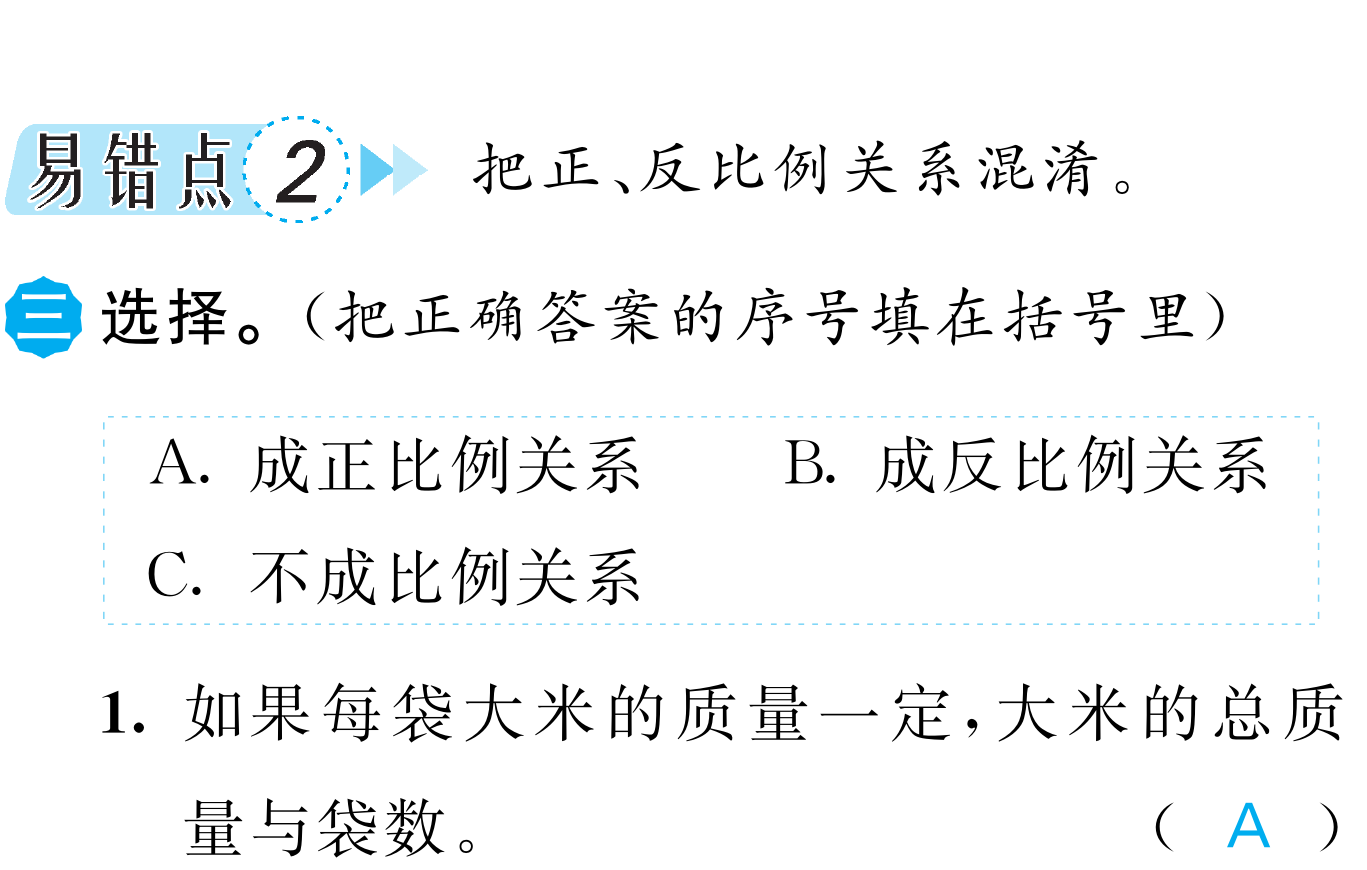 易错点 2 把正、反比例关系混淆。
三 选择。(把正确答案的序号填在括号里)
A. 成正比例关系 B. 成反比例关系
C. 不成比例关系
1. 如果每袋大米的质量一定,大米的总质
量与袋数。 ( A )